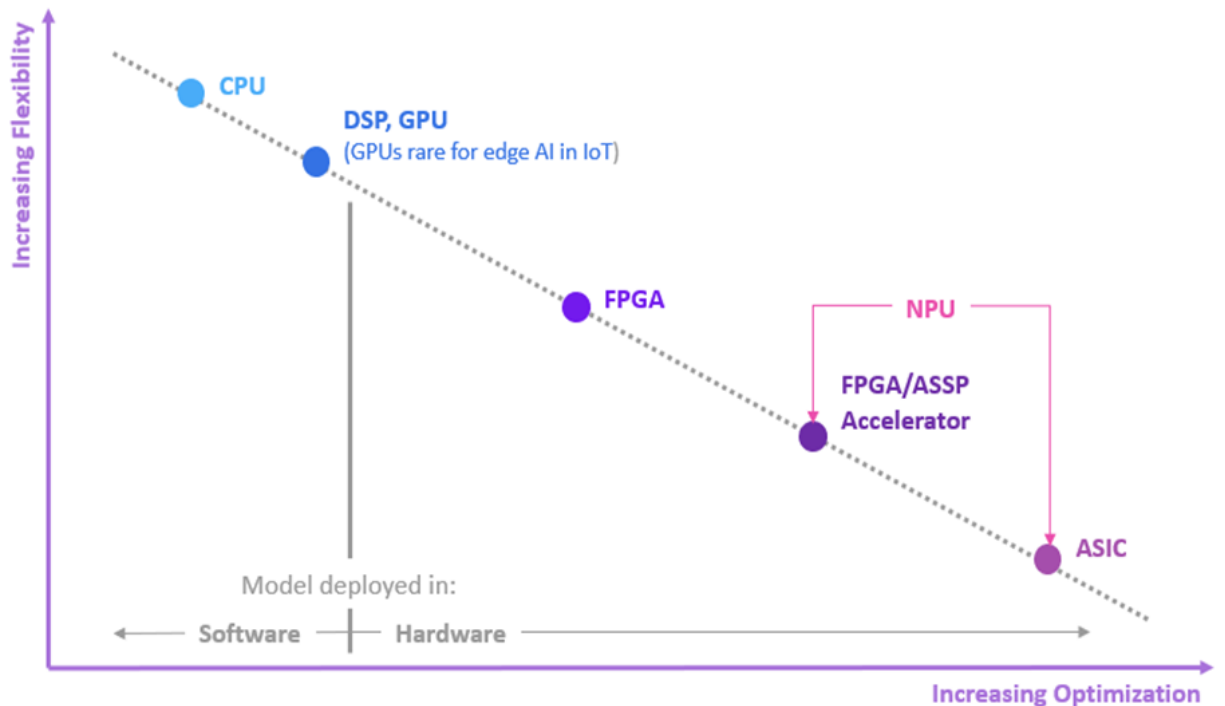 Increasing Flexibility
CPU
DSP, GPU
(GPUs rare for edge AI in IoT)
FPGA
NPU
FPGA/ASSP
Accelerator
ASIC
Model deployed in:
Software
Hardware
Increasing Optimization